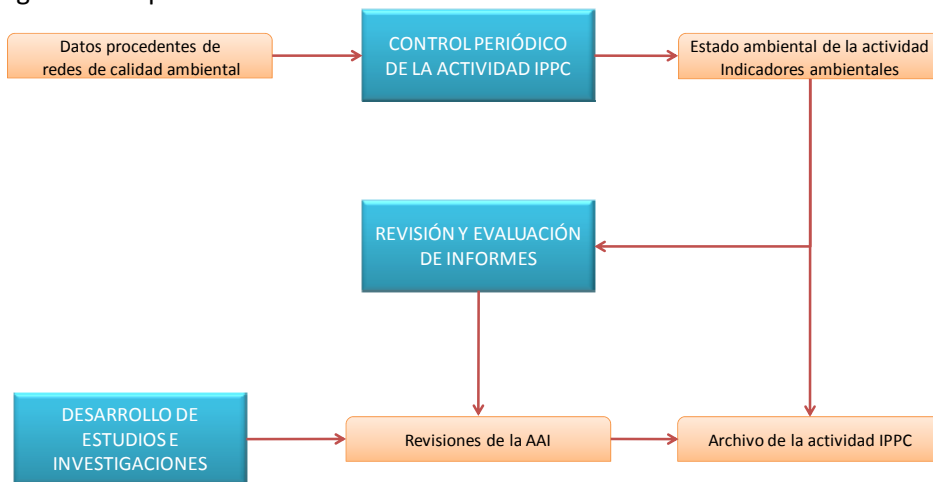 Datos procedentes de
redes de calidad ambiental
CONTROL PERIÓDICO
DE LA ACTIVIDAD IPPC
Estado ambiental de la actividad
Indicadores ambientales
REVISIÓN Y EVALUACIÓN
DE INFORMES
DESARROLLO DE
ESTUDIOS E
INVESTIGACIONES
Revisiones de la AAI
Archivo de la actividad IPPC